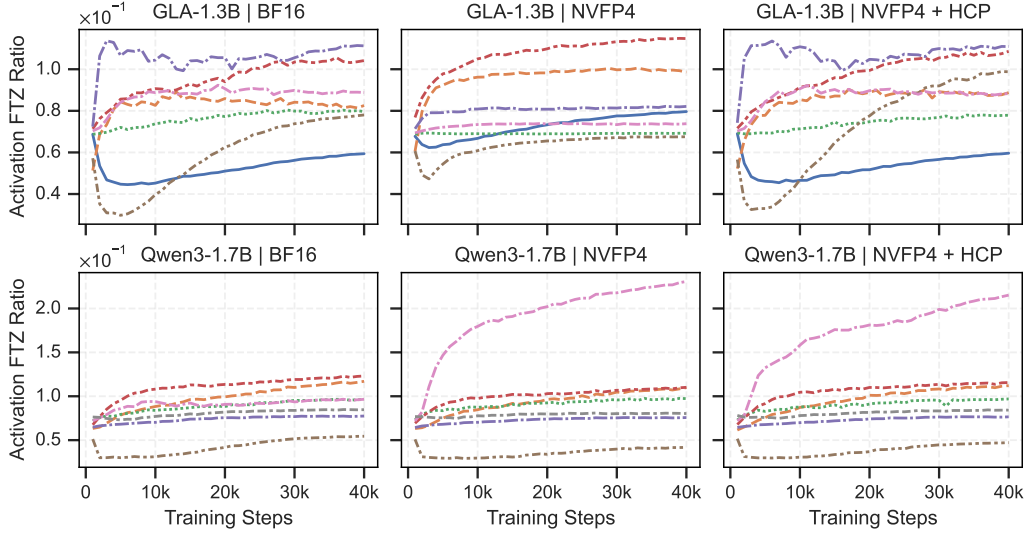 GLA-1.3B | BF16
GLA-1.3B | NVFP4
GLA-1.3B | NVFP4 + HCP
×10⁻¹
Activation FTZ Ratio
1.0
0.8
0.6
0.4
Qwen3-1.7B | BF16
Qwen3-1.7B | NVFP4
Qwen3-1.7B | NVFP4 + HCP
×10⁻¹
Activation FTZ Ratio
2.0
1.5
1.0
0.5
0 10k 20k 30k 40k
0 10k 20k 30k 40k
0 10k 20k 30k 40k
Training Steps
Training Steps
Training Steps